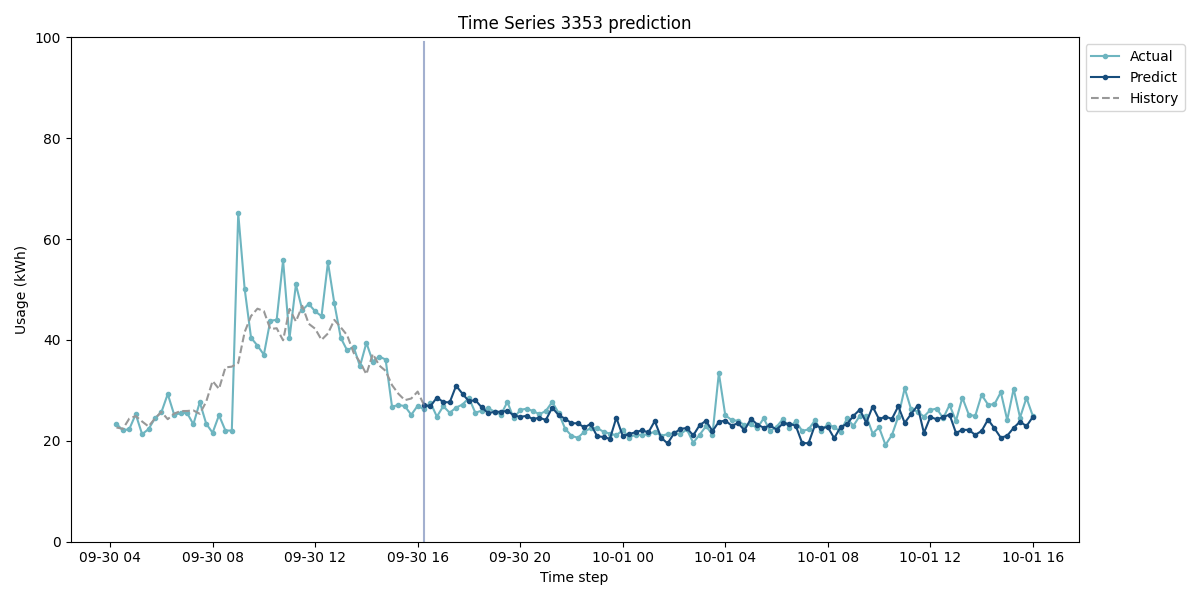 Time Series 3353 prediction
Usage (kWh)
100
80
60
40
20
0
09-30 04
09-30 08
09-30 12
09-30 16
09-30 20
10-01 00
10-01 04
10-01 08
10-01 12
10-01 16
Time step
Actual
Predict
History